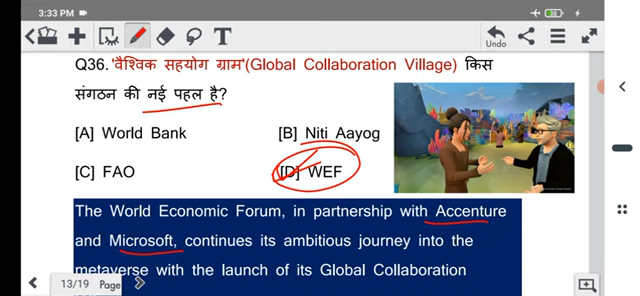 3:33 PM
Undo
Q36. 'वैश्विक सहयोग ग्राम'(Global Collaboration Village) किस
संगठन की नई पहल है?
[A] World Bank
[B] Niti Aayog
[C] FAO
[D] WEF
The World Economic Forum, in partnership with Accenture
and Microsoft, continues its ambitious journey into the
metaverse with the launch of its Global Collaboration
13/19 Page